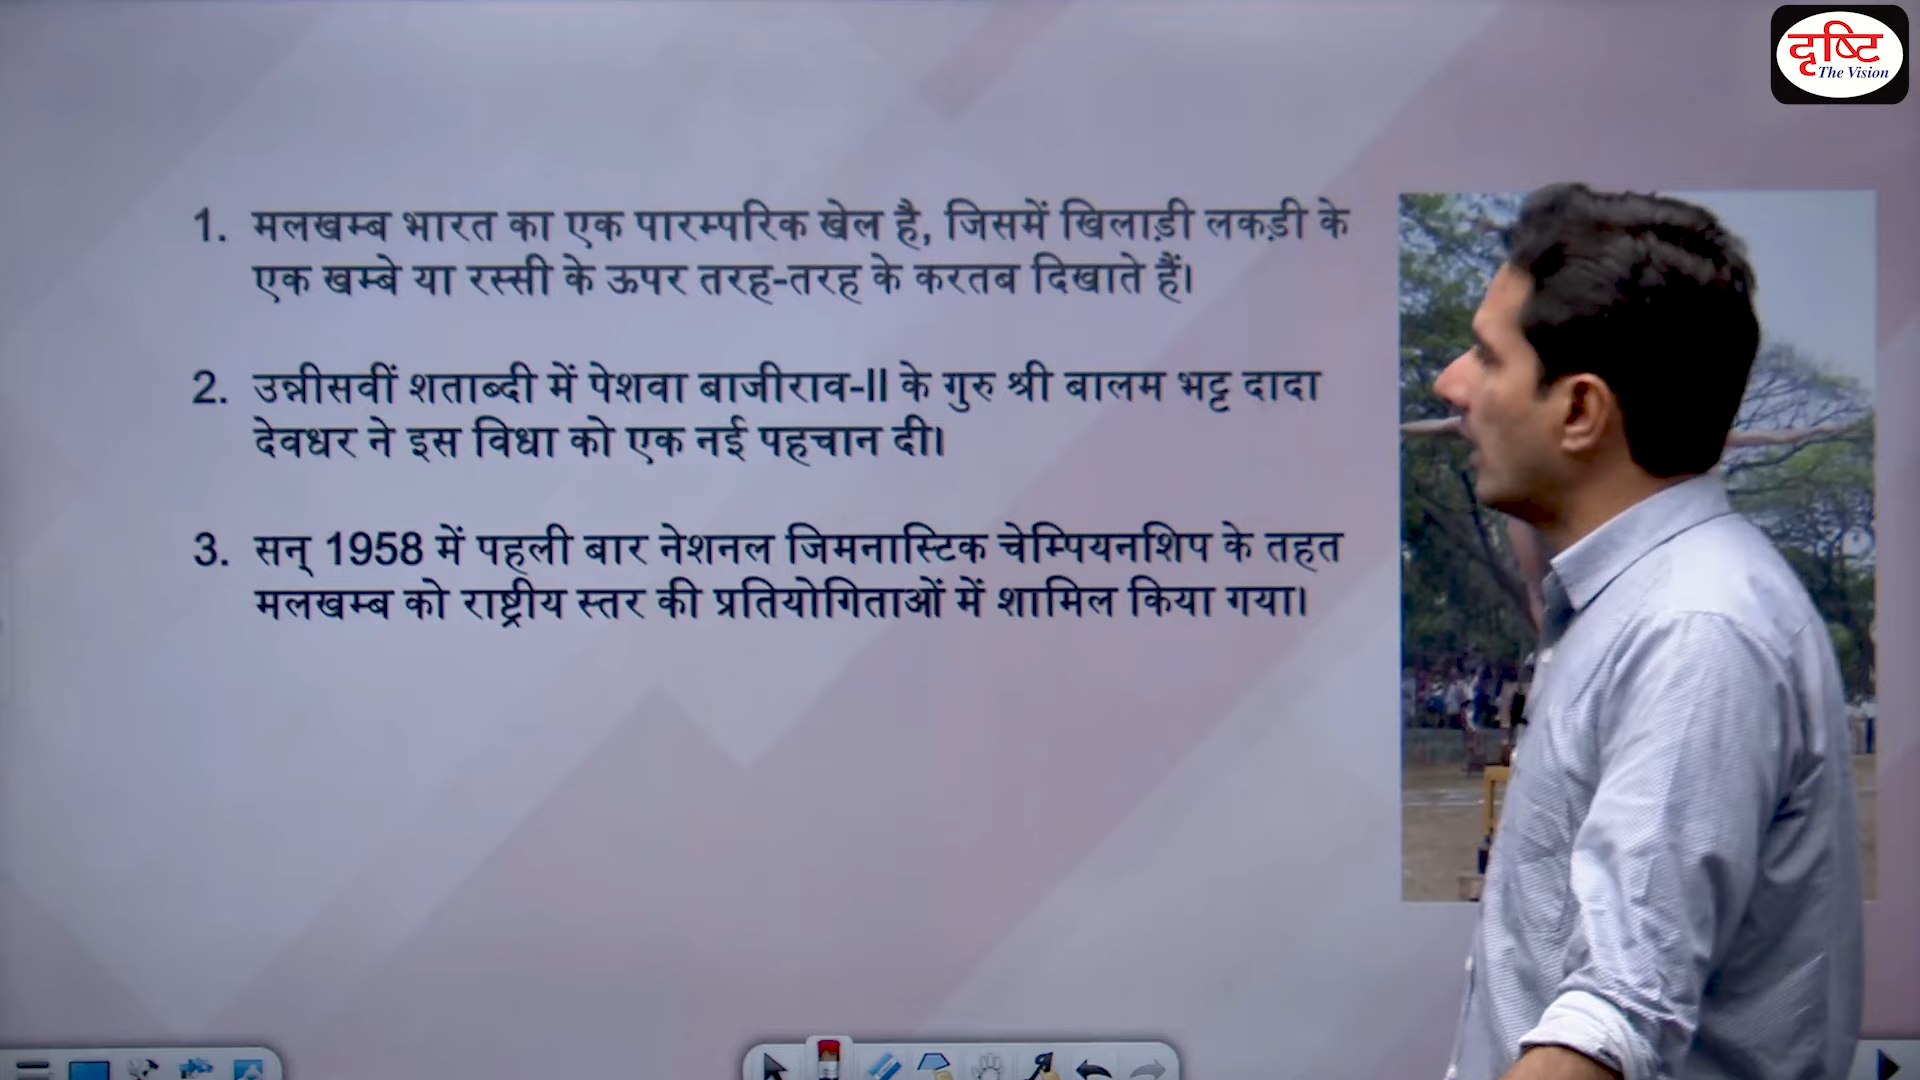 दृष्टि
The Vision
1. मलखम्ब भारत का एक पारम्परिक खेल है, जिसमें खिलाड़ी लकड़ी के
एक खम्बे या रस्सी के ऊपर तरह-तरह के करतब दिखाते हैं।
2. उन्नीसवीं शताब्दी में पेशवा बाजीराव-II के गुरु श्री बालम भट्ट दादा
देवधर ने इस विधा को एक नई पहचान दी।
3. सन् 1958 में पहली बार नेशनल जिमनास्टिक चेम्पियनशिप के तहत
मलखम्ब को राष्ट्रीय स्तर की प्रतियोगिताओं में शामिल किया गया।